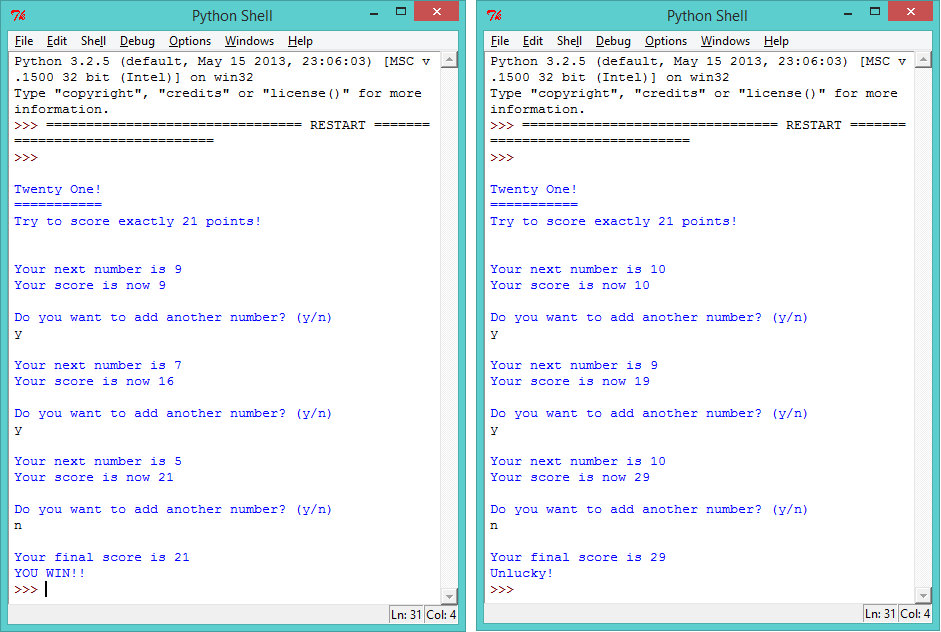 Python Shell
File Edit Shell Debug Options Windows Help
Python 3.2.5 (default, May 15 2013, 23:06:03) [MSC v
.1500 32 bit (Intel)] on win32
Type "copyright", "credits" or "license()" for more
information.
>>> ================================ RESTART =======
=========================
>>>
Twenty One!
===========
Try to score exactly 21 points!
Your next number is 9
Your score is now 9
Do you want to add another number? (y/n)
y
Your next number is 7
Your score is now 16
Do you want to add another number? (y/n)
y
Your next number is 5
Your score is now 21
Do you want to add another number? (y/n)
n
Your final score is 21
YOU WIN!!
>>>
Ln: 31 Col: 4
Python Shell
File Edit Shell Debug Options Windows Help
Python 3.2.5 (default, May 15 2013, 23:06:03) [MSC v
.1500 32 bit (Intel)] on win32
Type "copyright", "credits" or "license()" for more
information.
>>> ================================ RESTART =======
=========================
>>>
Twenty One!
===========
Try to score exactly 21 points!
Your next number is 10
Your score is now 10
Do you want to add another number? (y/n)
y
Your next number is 9
Your score is now 19
Do you want to add another number? (y/n)
y
Your next number is 10
Your score is now 29
Do you want to add another number? (y/n)
n
Your final score is 29
Unlucky!
>>>
Ln: 31 Col: 4